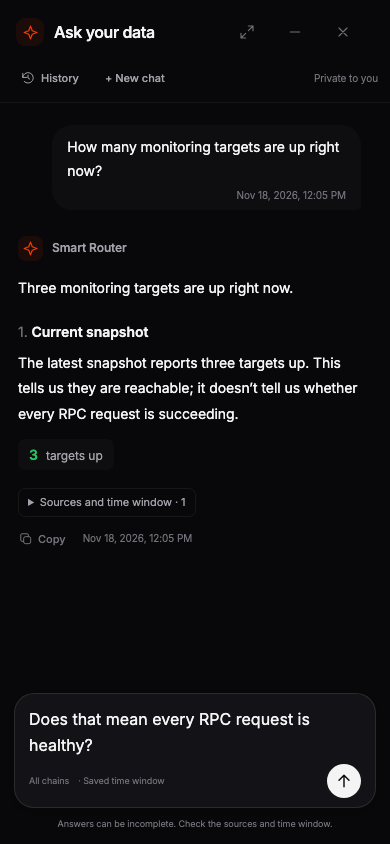 Ask your data
History
+ New chat
Private to you
How many monitoring targets are up right
now?
Nov 18, 2026, 12:05 PM
Smart Router
Three monitoring targets are up right now.
1. Current snapshot
The latest snapshot reports three targets up. This
tells us they are reachable; it doesn’t tell us whether
every RPC request is succeeding.
3 targets up
Sources and time window · 1
Copy
Nov 18, 2026, 12:05 PM
Does that mean every RPC request is
healthy?
All chains · Saved time window
Answers can be incomplete. Check the sources and time window.